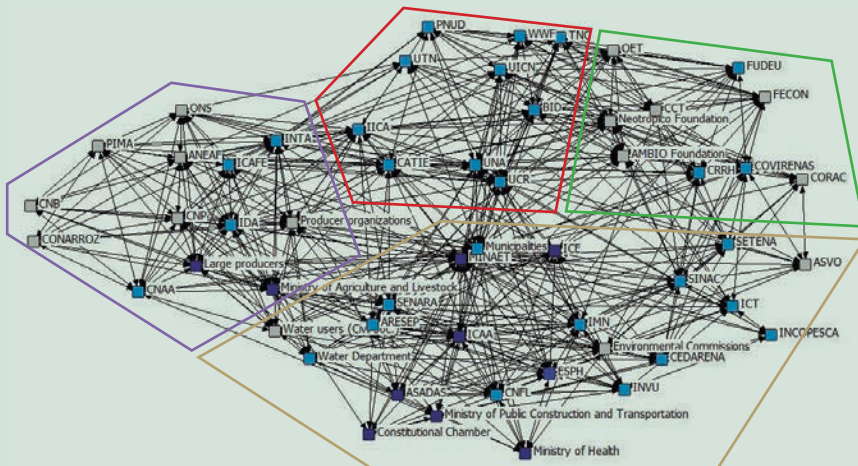 PNUD
WWF
TNC
OET
UTN
UICN
FUDEU
FECON
BID
CCT
ONS
Neotropico Foundation
IICA
PIMA
INTA
ANEAF
ICAFE
CATIE
UNA
AMBIO Foundation
CRRH
COVIRENAS
CORAC
UCR
CNB
CNP
IDA
Producer organizations
CONARROZ
Municipalties
ICE
SETENA
MINAET
Large producers
ASVO
SINAC
CNAA
Ministry of Agriculture and Livestock
SENARA
ICT
ARESEP
IMN
Water users (Civil
ICAA
INCOPESCA
Environmental Commissions
Water Department
CEDARENA
ESPH
ASADAS
CNFL
INVU
Ministry of Public Construction and Transportation
Constitutional Chamber
Ministry of Health